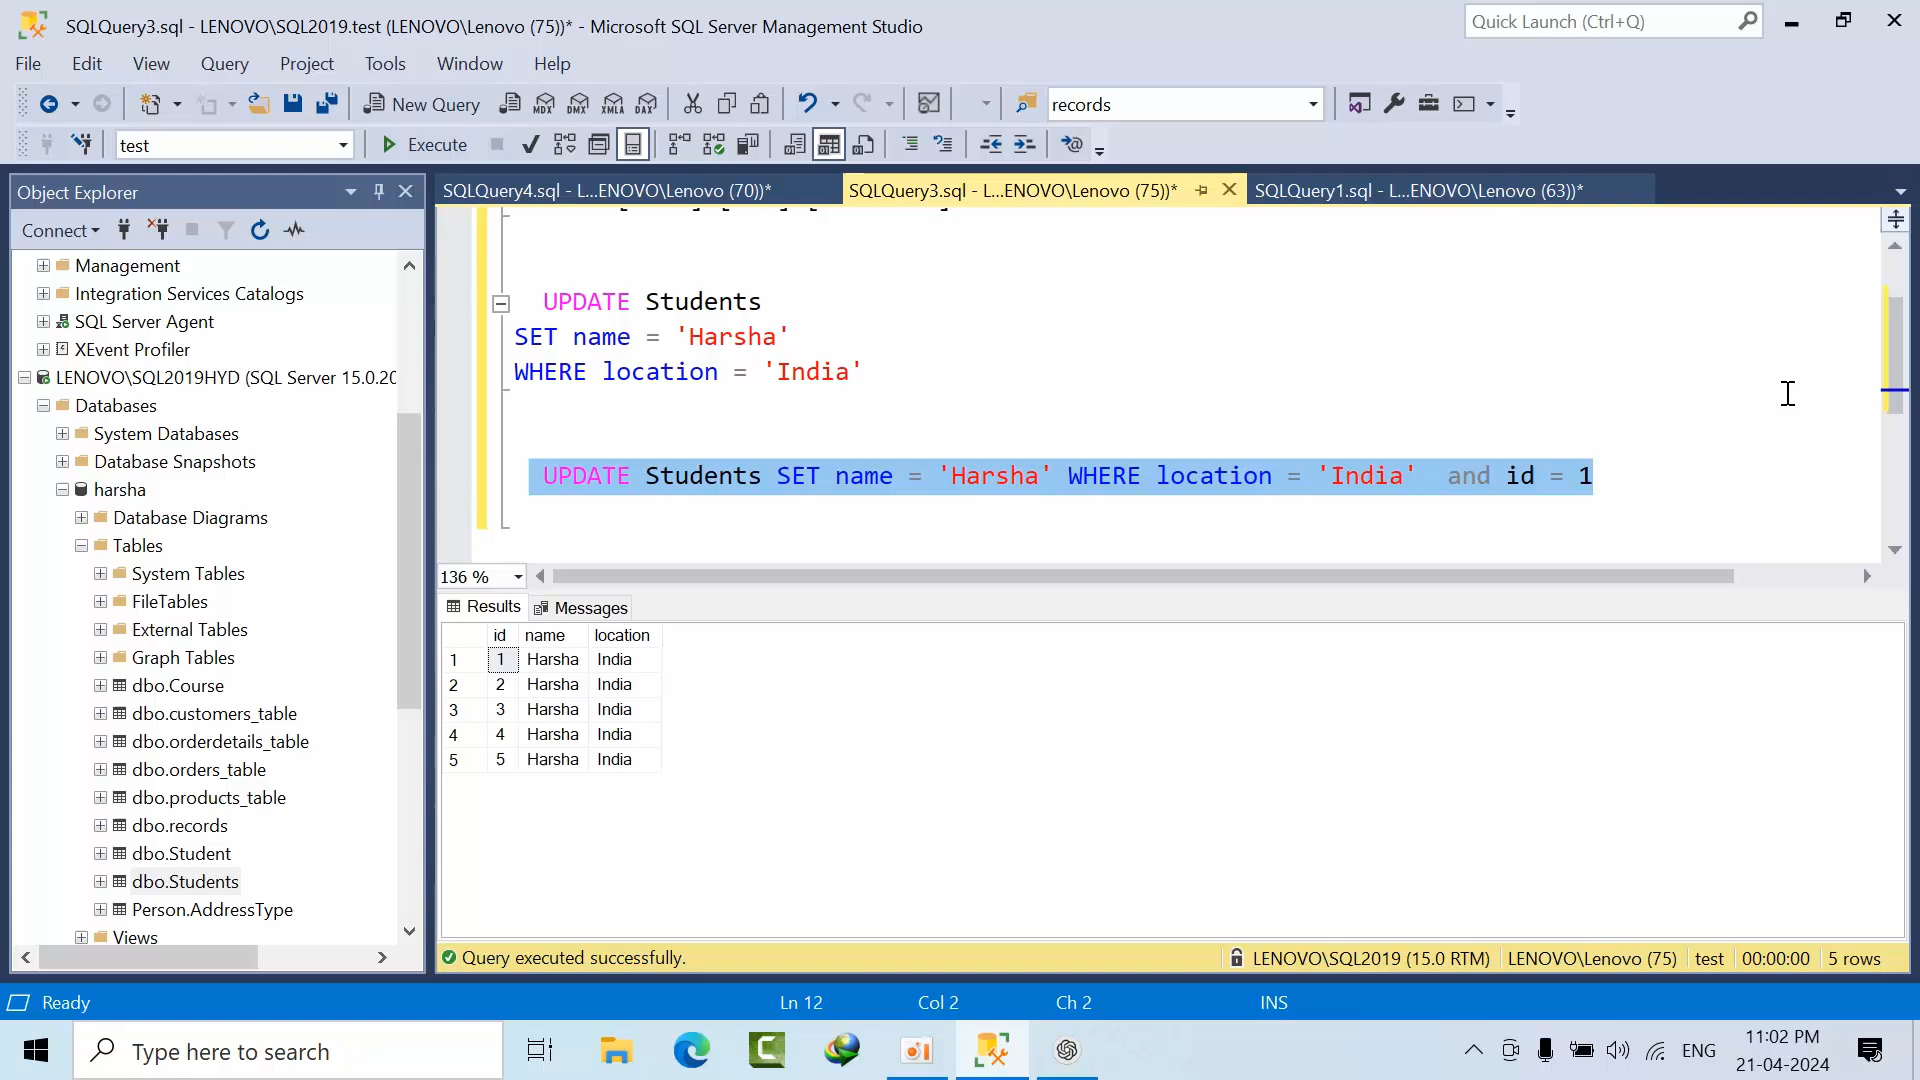 SQLQuery3.sql - LENOVO\SQL2019.test (LENOVO\Lenovo (75))* - Microsoft SQL Server Management Studio
Quick Launch (Ctrl+Q)
File Edit View Query Project Tools Window Help
New Query MDX DMX XMLA DAX records
test Execute
Object Explorer
SQLQuery4.sql - L...ENOVO\Lenovo (70))* SQLQuery3.sql - L...ENOVO\Lenovo (75))* SQLQuery1.sql - L...ENOVO\Lenovo (63))*
Connect
Management
Integration Services Catalogs
SQL Server Agent
XEvent Profiler
LENOVO\SQL2019HYD (SQL Server 15.0.20
Databases
System Databases
Database Snapshots
harsha
Database Diagrams
Tables
System Tables
FileTables
External Tables
Graph Tables
dbo.Course
dbo.customers_table
dbo.orderdetails_table
dbo.orders_table
dbo.products_table
dbo.records
dbo.Student
dbo.Students
Person.AddressType
Views
UPDATE Students
SET name = 'Harsha'
WHERE location = 'India'
UPDATE Students SET name = 'Harsha' WHERE location = 'India'  and id = 1
136 %
Results Messages
id name location
1 1 Harsha India
2 2 Harsha India
3 3 Harsha India
4 4 Harsha India
5 5 Harsha India
Query executed successfully. LENOVO\SQL2019 (15.0 RTM) LENOVO\Lenovo (75) test 00:00:00 5 rows
Ready Ln 12 Col 2 Ch 2 INS
Type here to search
ENG
11:02 PM
21-04-2024